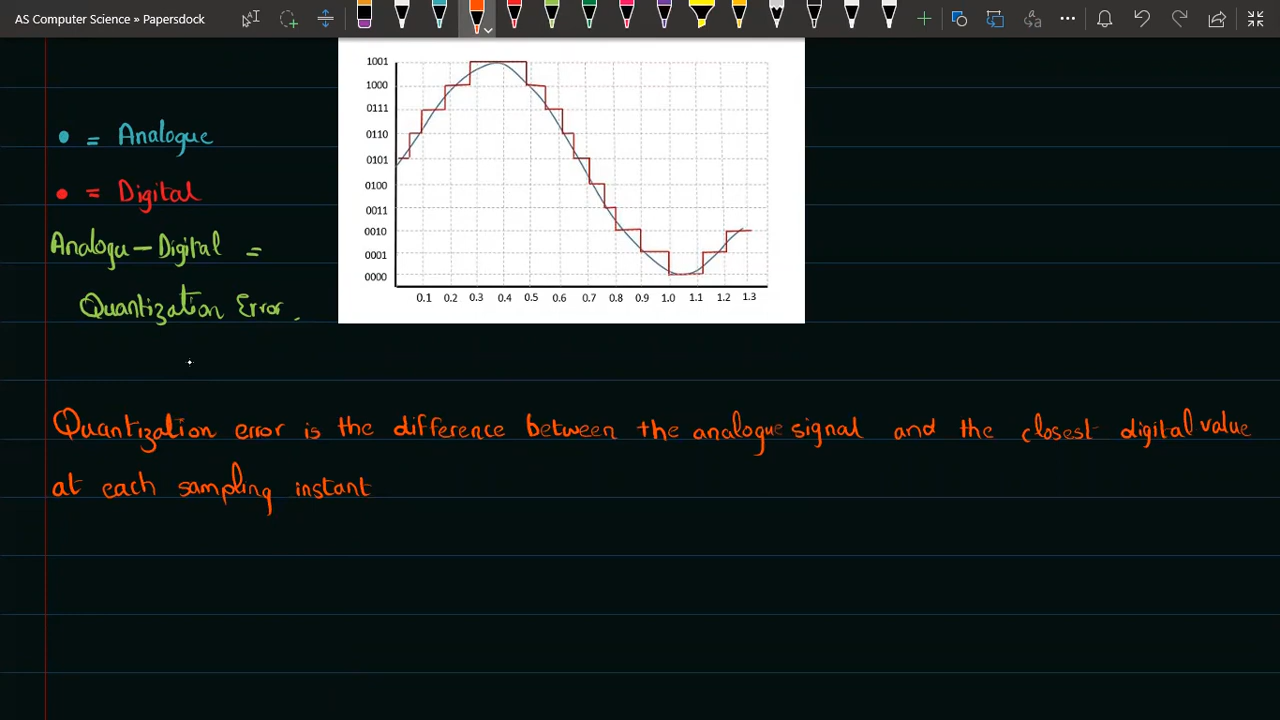 AS Computer Science » Papersdock
1001
1000
0111
0110
0101
0100
0011
0010
0001
0000
0.1 0.2 0.3 0.4 0.5 0.6 0.7 0.8 0.9 1.0 1.1 1.2 1.3
• = Analogue
• = Digital
Analogu - Digital =
Quantization Error.
Quantization error is the difference between the analogue signal and the closest digital value
at each sampling instant